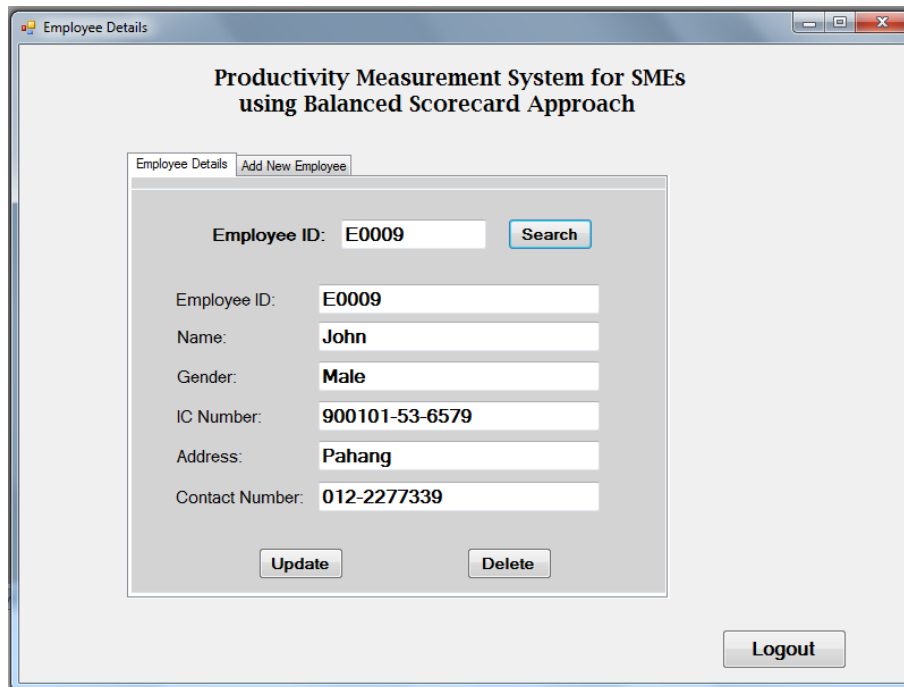 Employee Details
Productivity Measurement System for SMEs
using Balanced Scorecard Approach
Employee Details Add New Employee
Employee ID: E0009 Search
Employee ID: E0009
Name: John
Gender: Male
IC Number: 900101-53-6579
Address: Pahang
Contact Number: 012-2277339
Update Delete
Logout